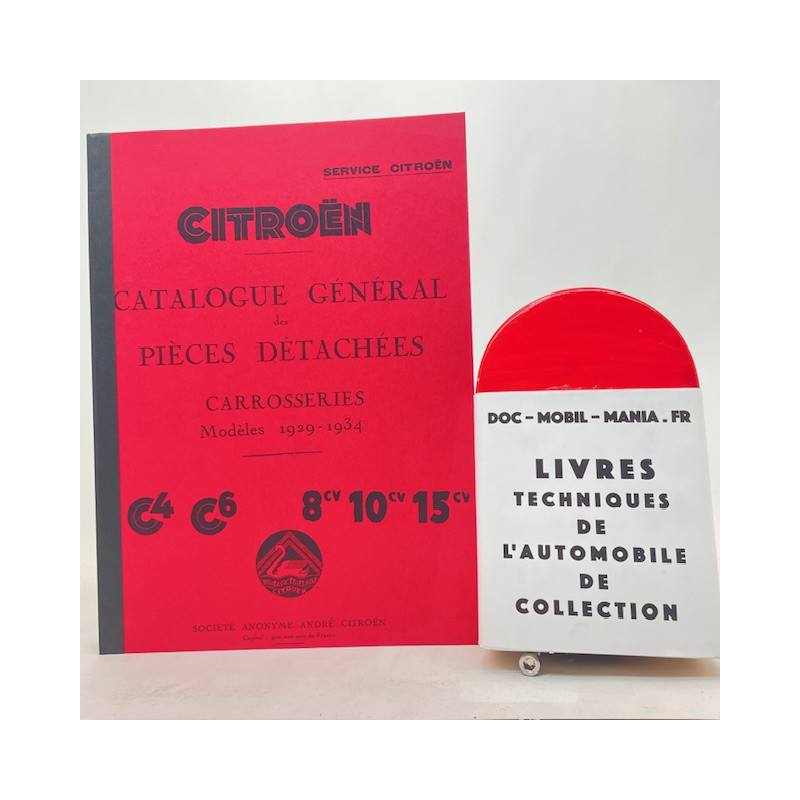 SERVICE CITROËN
CITROËN
CATALOGUE GÉNÉRAL
des
PIÈCES DÉTACHÉES
CARROSSERIES
Modèles 1929-1934
C4 C6 8CV 10CV 15CV
CITROËN
SOCIÉTÉ ANONYME ANDRÉ CITROËN
DOC-MOBIL-MANIA.FR
LIVRES
TECHNIQUES
DE
L'AUTOMOBILE
DE
COLLECTION